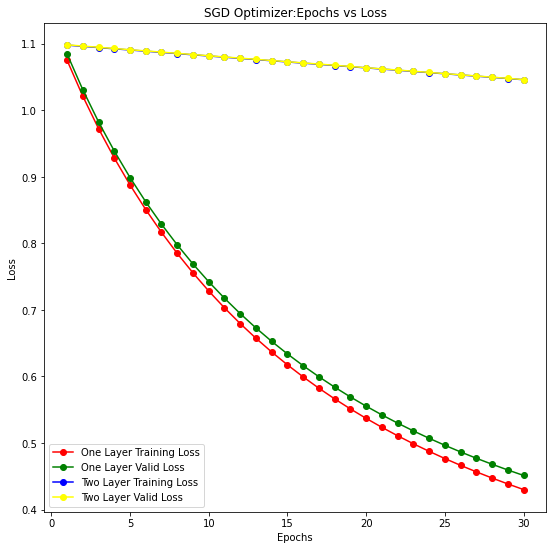 SGD Optimizer:Epochs vs Loss
1.1
1.0
0.9
0.8
0.7
0.6
0.5
0.4
Loss
One Layer Training Loss
One Layer Valid Loss
Two Layer Training Loss
Two Layer Valid Loss
0 5 10 15 20 25 30
Epochs